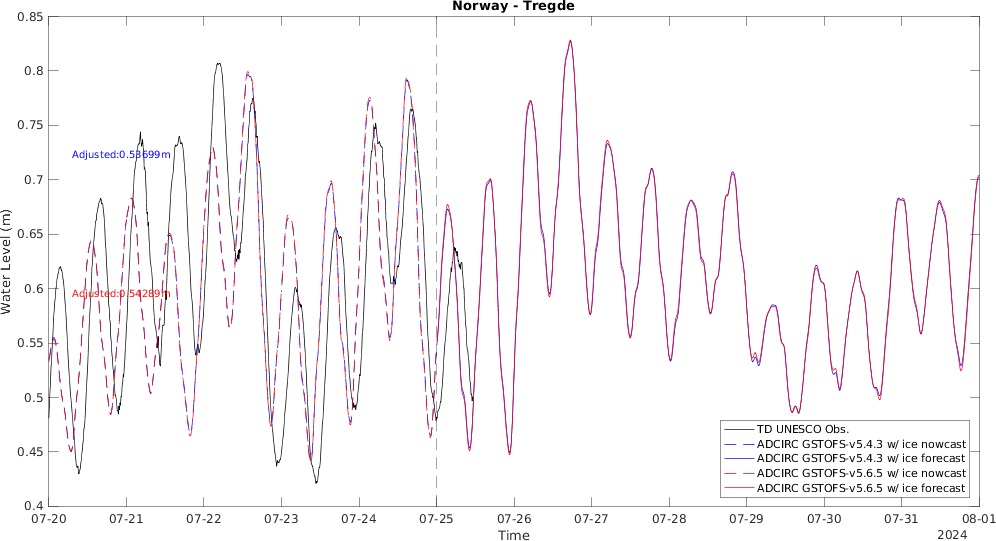 Norway - Tregde
0.85
0.8
0.75
0.7
0.65
0.6
0.55
0.5
0.45
0.4
Water Level (m)
Adjusted:0.53699m
Adjusted:0.54289m
TD UNESCO Obs.
ADCIRC GSTOFS-v5.4.3 w/ ice nowcast
ADCIRC GSTOFS-v5.4.3 w/ ice forecast
ADCIRC GSTOFS-v5.6.5 w/ ice nowcast
ADCIRC GSTOFS-v5.6.5 w/ ice forecast
07-20 07-21 07-22 07-23 07-24 07-25 07-26 07-27 07-28 07-29 07-30 07-31 08-01
Time
2024